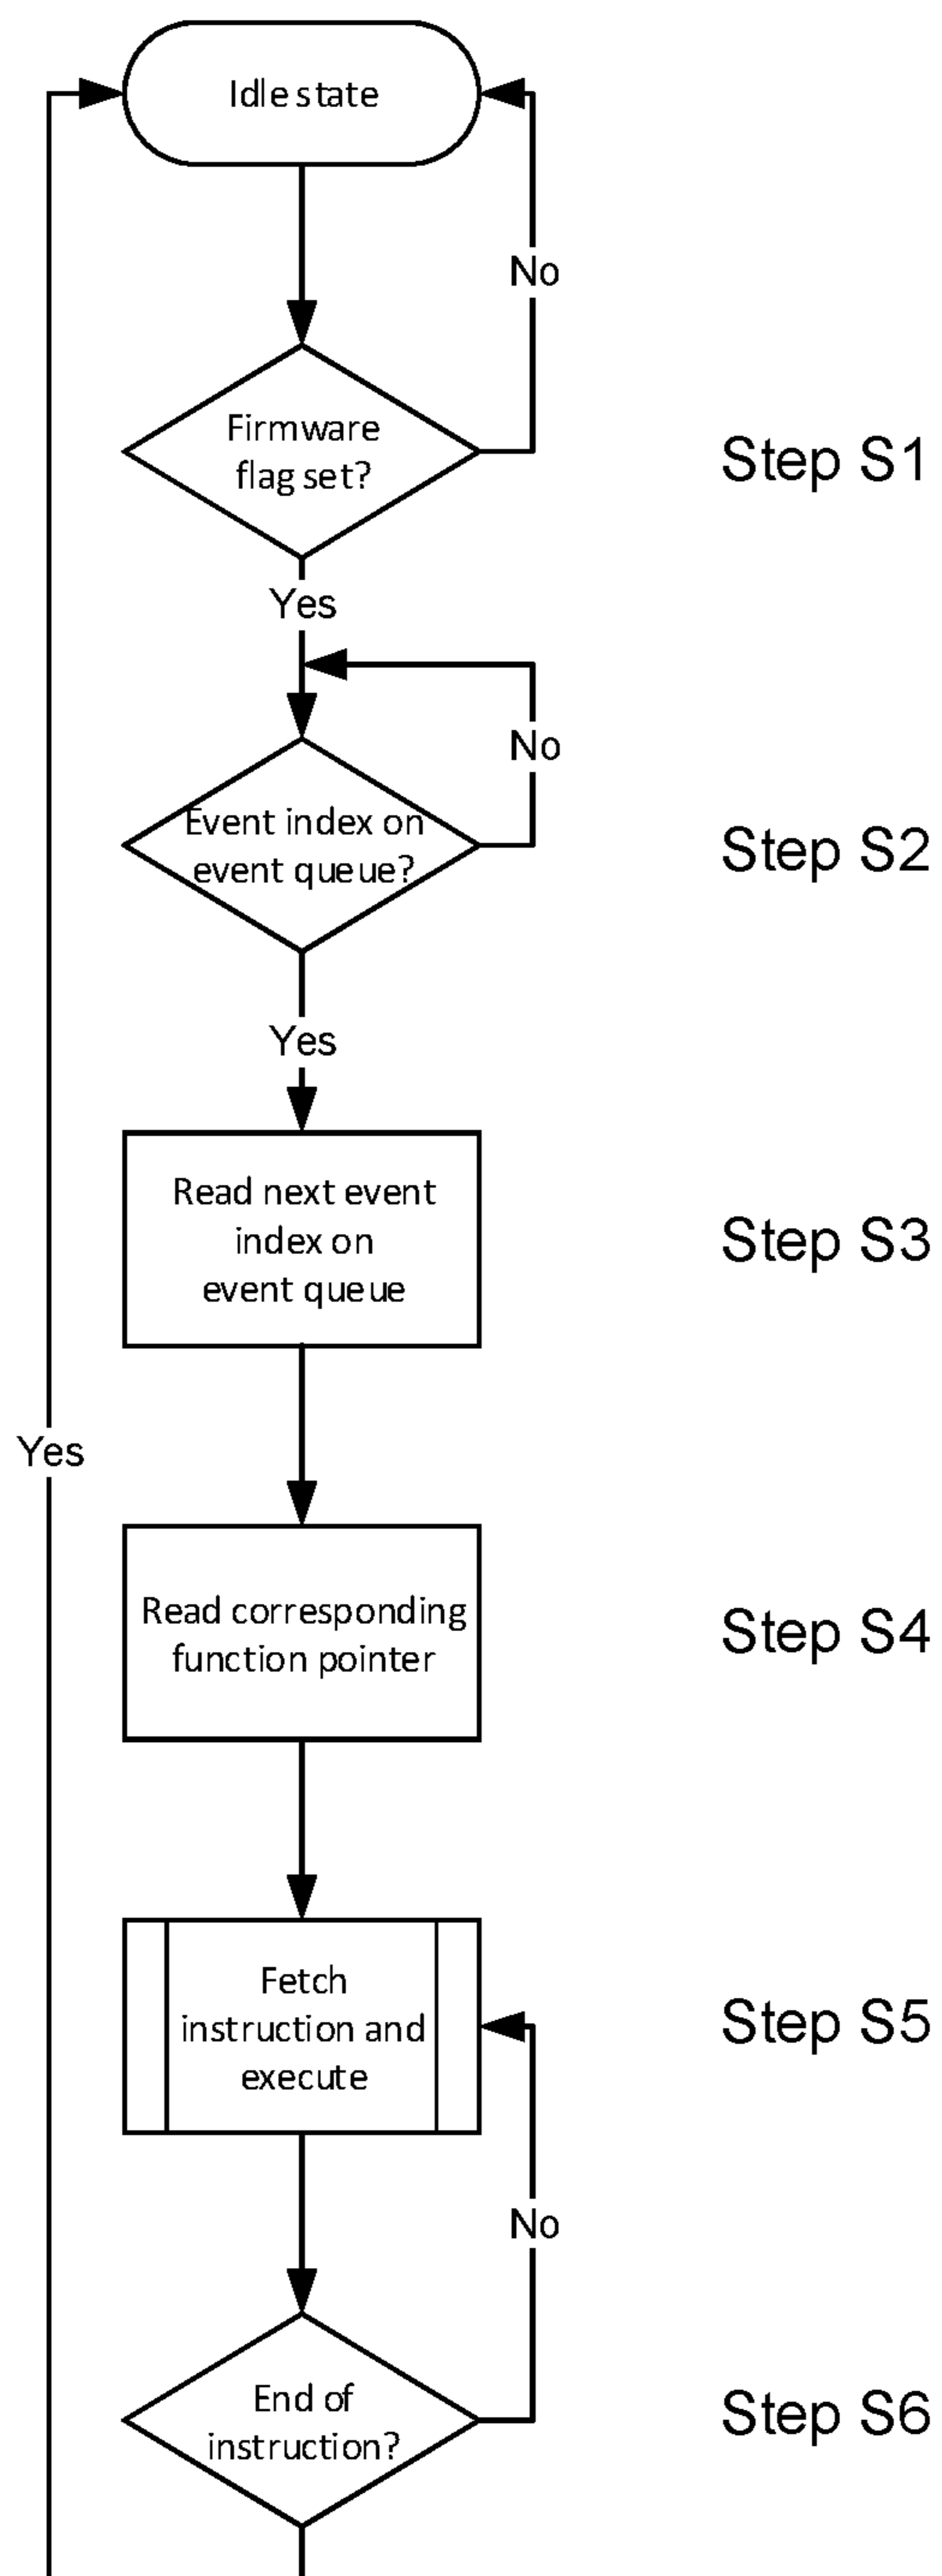 Idle state
No
Firmware
flag set?
Step S1
Yes
No
Event index on
event queue?
Step S2
Yes
Read next event
index on
event queue
Step S3
Yes
Read corresponding
function pointer
Step S4
Fetch
instruction and
execute
Step S5
No
End of
instruction?
Step S6